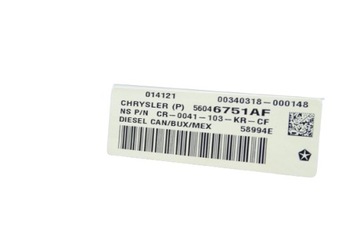 014121 00340318-000148
CHRYSLER (P) 56046751AF
NS P/N CR-0041-103-KR-CF
DIESEL CAN/BUX/MEX 58994E